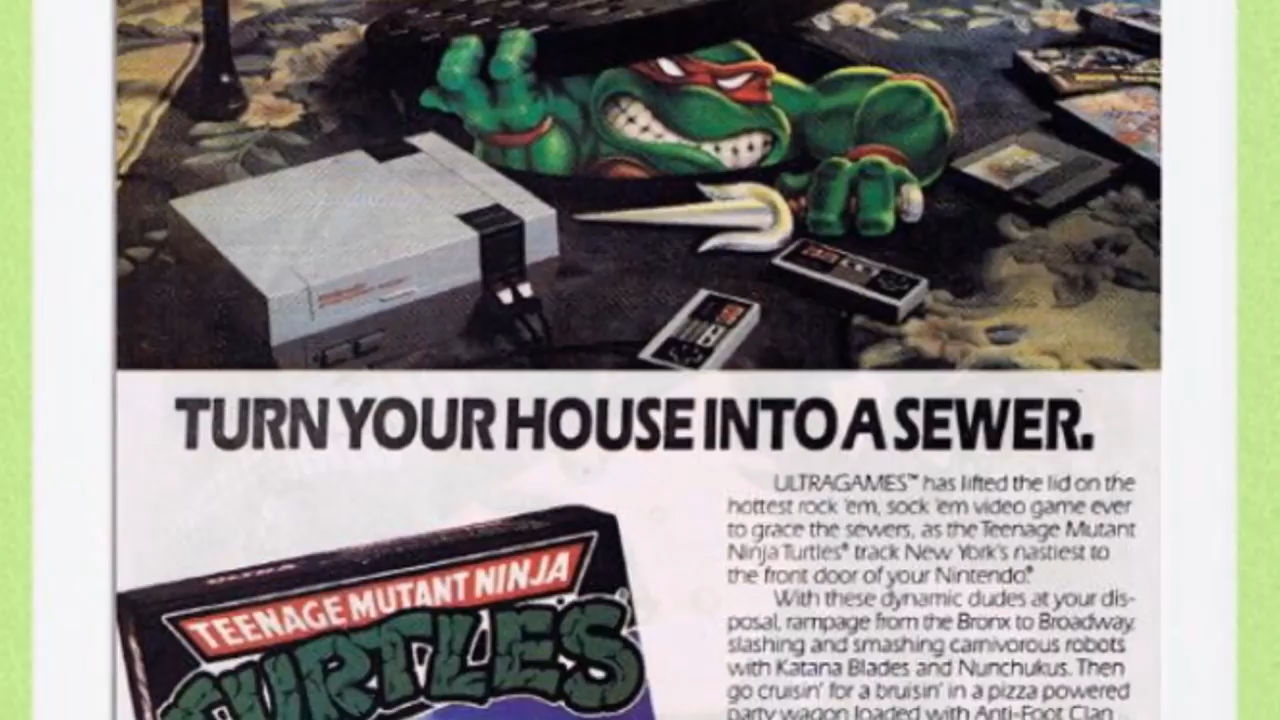 TURN YOUR HOUSE INTO A SEWER.
ULTRAGAMES™ has lifted the lid on the
hottest rock 'em, sock 'em video game ever
to grace the sewers, as the Teenage Mutant
Ninja Turtles® track New York's nastiest to
the front door of your Nintendo.®
With these dynamic dudes at your dis-
posal, rampage from the Bronx to Broadway,
slashing and smashing carnivorous robots
with Katana Blades and Nunchukus. Then
go cruisin' for a bruisin' in a pizza powered
party wagon loaded with Anti-Foot Clan
ULTRA
TEENAGE MUTANT NINJA
TURTLES®